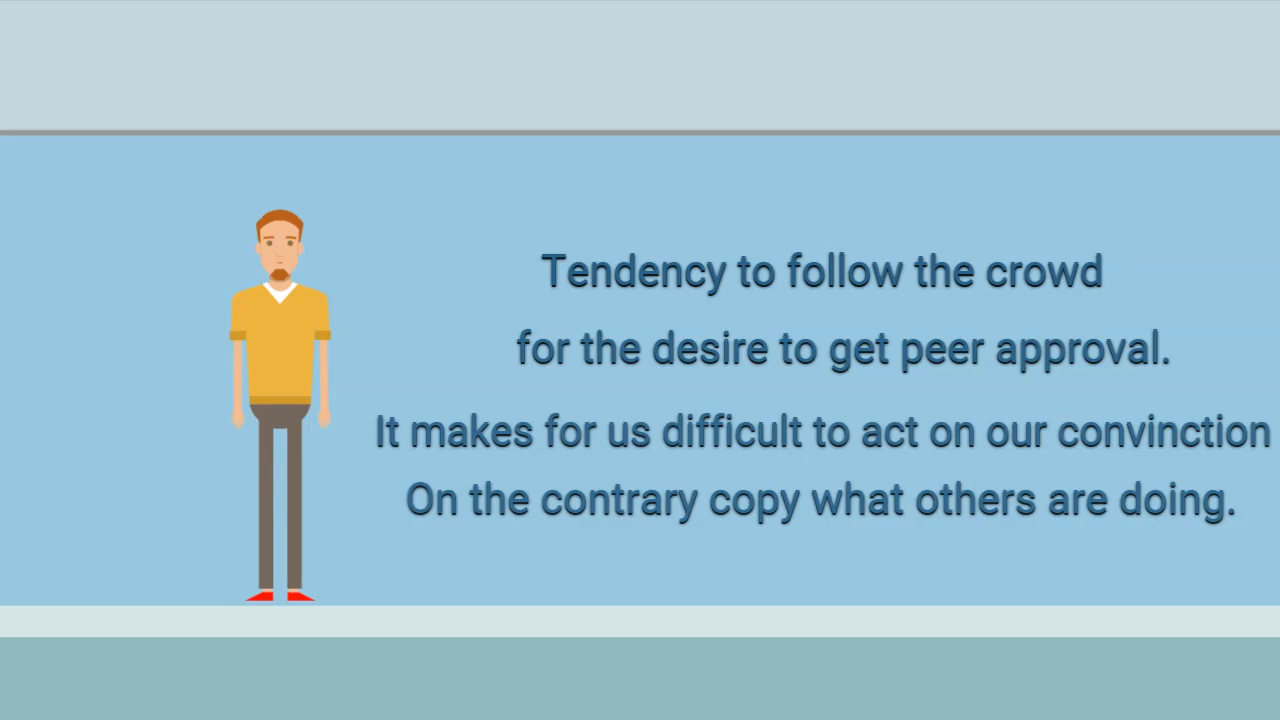 Tendency to follow the crowd
for the desire to get peer approval.
It makes for us difficult to act on our convinction
On the contrary copy what others are doing.